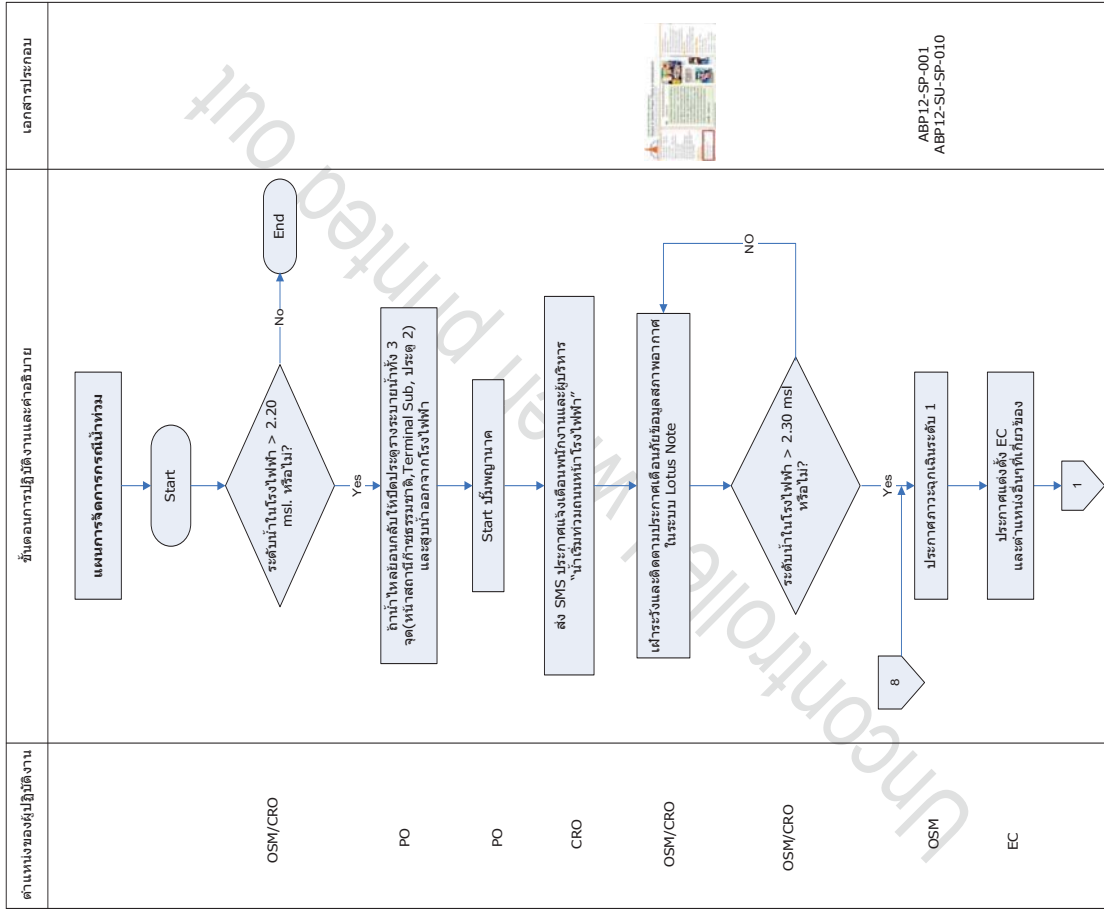 ตำแหน่งของผู้ปฏิบัติงาน
ขั้นตอนการปฏิบัติงานและคำอธิบาย
เอกสารประกอบ
แผนการจัดการกรณีน้ำท่วม
Start
OSM/CRO
ระดับน้ำในโรงไฟฟ้า > 2.20
msl. หรือไม่?
No
End
Yes
PO
ถ้าน้ำไหลย้อนกลับให้ปิดประตูรางระบายน้ำทั้ง 3
จุด(หน้าสถานีก๊าซธรรมชาติ,Terminal Sub, ประตู 2)
และสูบน้ำออกจากโรงไฟฟ้า
PO
Start ปั๊มพญานาค
CRO
ส่ง SMS ประกาศแจ้งเตือนพนักงานและผู้บริหาร
"น้ำเริ่มท่วมถนนหน้าโรงไฟฟ้า"
OSM/CRO
เฝ้าระวังและติดตามประกาศเตือนภัยข้อมูลสภาพอากาศ
ในระบบ Lotus Note
OSM/CRO
ระดับน้ำในโรงไฟฟ้า > 2.30 msl
หรือไม่?
NO
Yes
8
OSM
ประกาศภาวะฉุกเฉินระดับ 1
ABP12-SP-001
ABP12-SU-SP-010
EC
ประกาศแต่งตั้ง EC
และตำแหน่งอื่นๆที่เกี่ยวข้อง
1
Uncontrolled when printed out